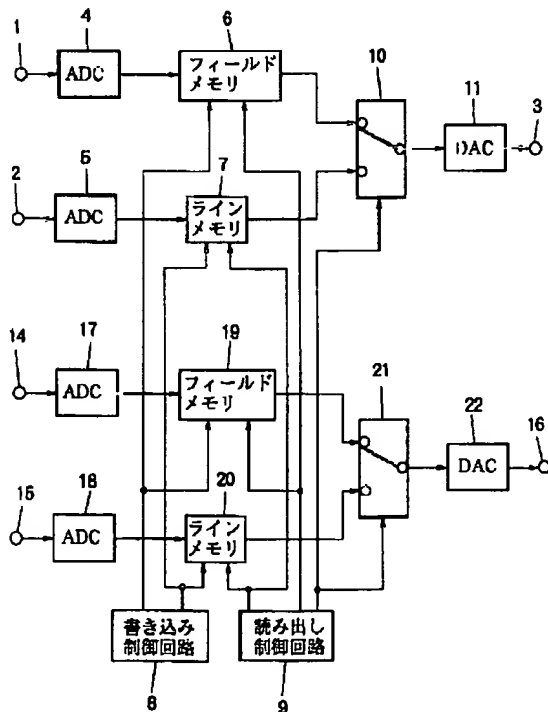 4
6
1
ADC
フィールド
メモリ
10
11
3
DAC
5
7
2
ADC
ライン
メモリ
17
19
14
ADC
フィールド
メモリ
21
22
16
DAC
18
20
15
ADC
ライン
メモリ
書き込み
制御回路
読み出し
制御回路
8
9